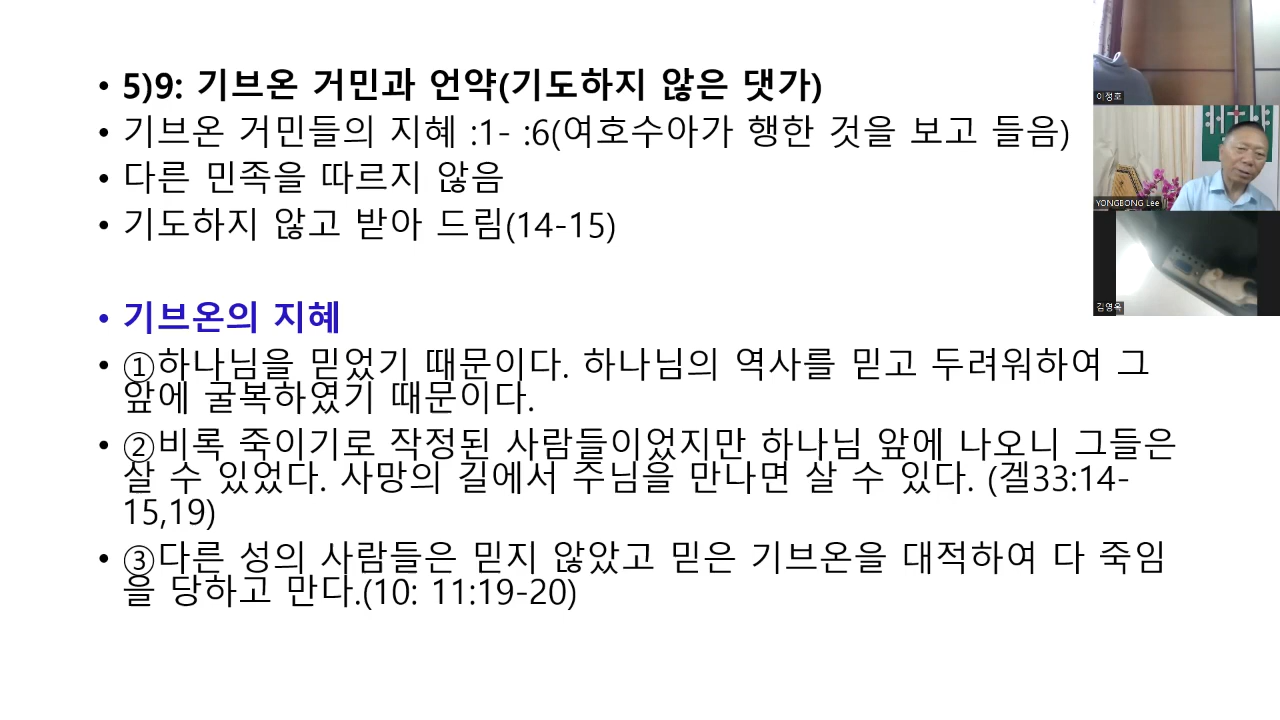 • 5)9: 기브온 거민과 언약(기도하지 않은 댓가)
• 기브온 거민들의 지혜 :1- :6(여호수아가 행한 것을 보고 들음)
• 다른 민족을 따르지 않음
• 기도하지 않고 받아 드림(14-15)
• 기브온의 지혜
• ①하나님을 믿었기 때문이다. 하나님의 역사를 믿고 두려워하여 그
앞에 굴복하였기 때문이다.
• ②비록 죽이기로 작정된 사람들이었지만 하나님 앞에 나오니 그들은
살 수 있었다. 사망의 길에서 주님을 만나면 살 수 있다. (겔33:14-
15,19)
• ③다른 성의 사람들은 믿지 않았고 믿은 기브온을 대적하여 다 죽임
을 당하고 만다.(10: 11:19-20)
이정호
YONGBONG Lee
김영옥